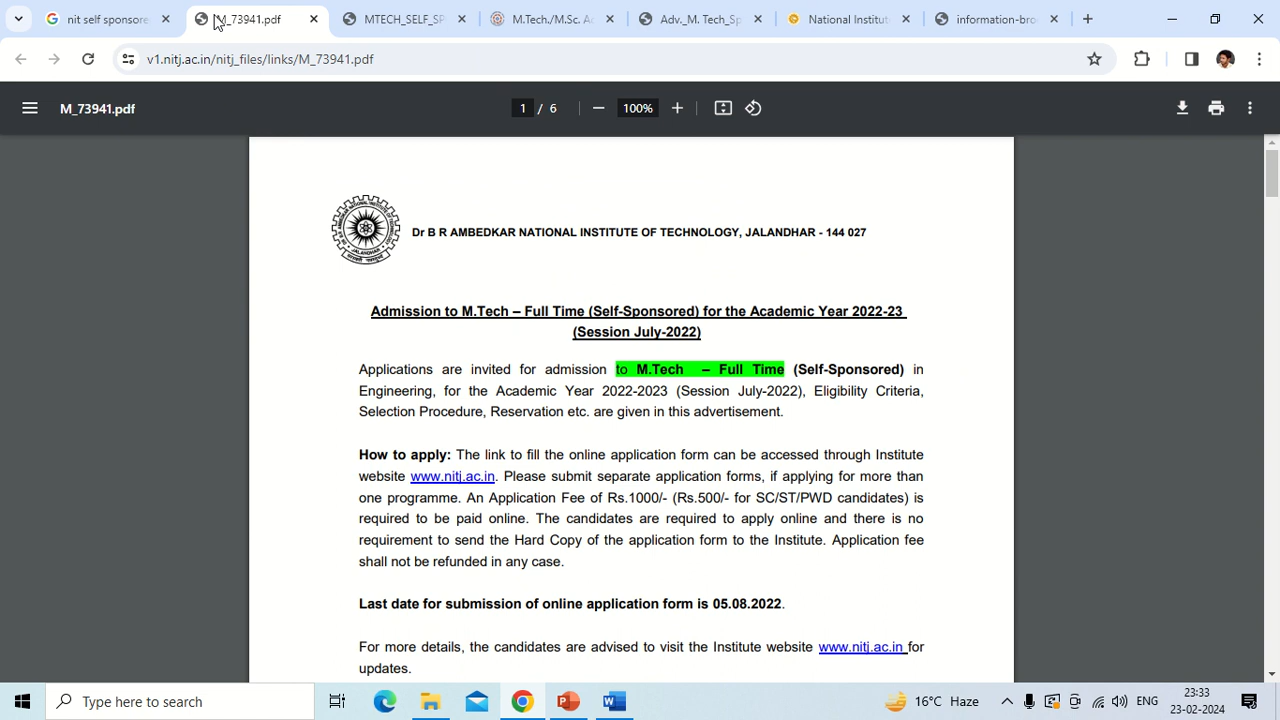 nit self sponsore
M_73941.pdf
MTECH_SELF_SP
M.Tech./M.Sc. Ac
Adv._M. Tech_Sp
National Institut
information-bro
v1.nitj.ac.in/nitj_files/links/M_73941.pdf
M_73941.pdf
1 / 6
100%
Dr B R AMBEDKAR NATIONAL INSTITUTE OF TECHNOLOGY, JALANDHAR - 144 027
Admission to M.Tech – Full Time (Self-Sponsored) for the Academic Year 2022-23
(Session July-2022)
Applications are invited for admission to M.Tech – Full Time (Self-Sponsored) in
Engineering, for the Academic Year 2022-2023 (Session July-2022), Eligibility Criteria,
Selection Procedure, Reservation etc. are given in this advertisement.
How to apply: The link to fill the online application form can be accessed through Institute
website www.nitj.ac.in. Please submit separate application forms, if applying for more than
one programme. An Application Fee of Rs.1000/- (Rs.500/- for SC/ST/PWD candidates) is
required to be paid online. The candidates are required to apply online and there is no
requirement to send the Hard Copy of the application form to the Institute. Application fee
shall not be refunded in any case.
Last date for submission of online application form is 05.08.2022.
For more details, the candidates are advised to visit the Institute website www.nitj.ac.in for
updates.
Type here to search
16°C Haze
ENG
23:33
23-02-2024